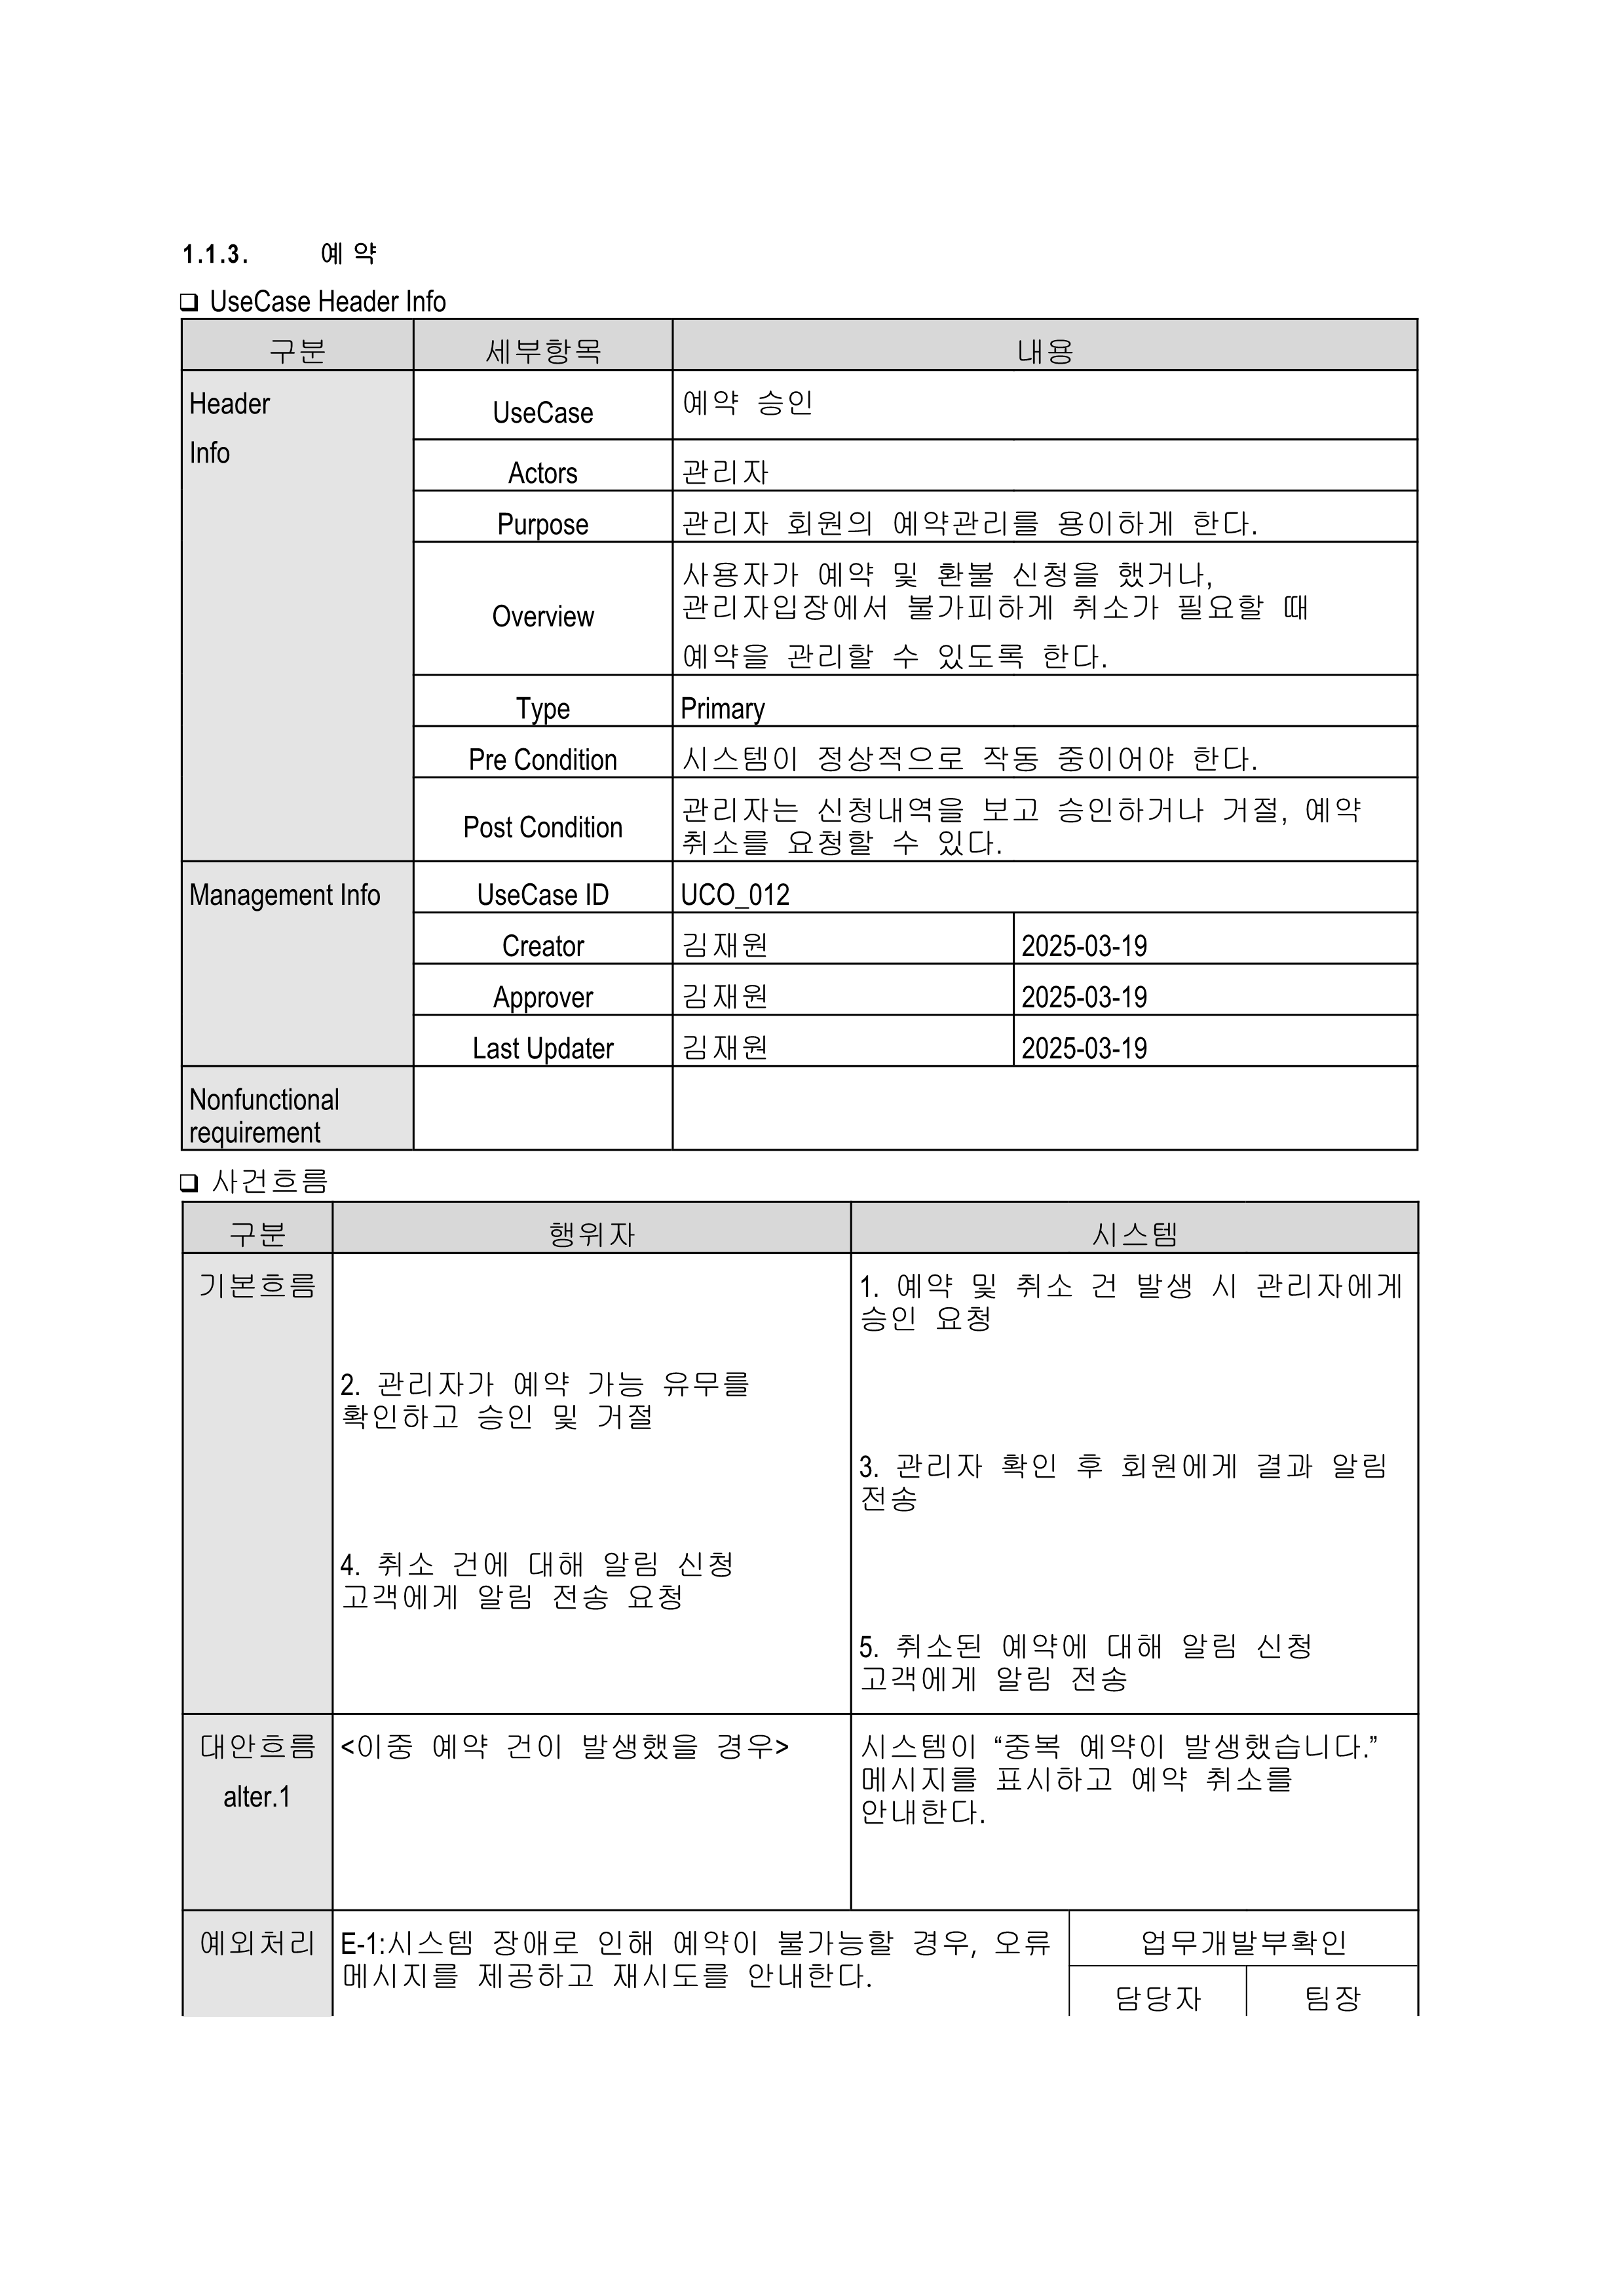 1.1.3. 예 약
❑ UseCase Header Info
구분 세부항목 내용
Header
Info
UseCase 예약 승인
Actors 관리자
Purpose 관리자 회원의 예약관리를 용이하게 한다.
Overview
사용자가 예약 및 환불 신청을 했거나,
관리자입장에서 불가피하게 취소가 필요할 때
예약을 관리할 수 있도록 한다.
Type Primary
Pre Condition 시스템이 정상적으로 작동 중이어야 한다.
Post Condition
관리자는 신청내역을 보고 승인하거나 거절, 예약
취소를 요청할 수 있다.
Management Info UseCase ID UCO_012
Creator 김재원 2025-03-19
Approver 김재원 2025-03-19
Last Updater 김재원 2025-03-19
Nonfunctional
requirement
❑ 사건흐름
구분 행위자 시스템
기본흐름
1. 예약 및 취소 건 발생 시 관리자에게
승인 요청
2. 관리자가 예약 가능 유무를
확인하고 승인 및 거절
3. 관리자 확인 후 회원에게 결과 알림
전송
4. 취소 건에 대해 알림 신청
고객에게 알림 전송 요청
5. 취소된 예약에 대해 알림 신청
고객에게 알림 전송
대안흐름
alter.1
<이중 예약 건이 발생했을 경우>
시스템이 “중복 예약이 발생했습니다.”
메시지를 표시하고 예약 취소를
안내한다.
예외처리
E-1:시스템 장애로 인해 예약이 불가능할 경우, 오류
메시지를 제공하고 재시도를 안내한다.
업무개발부확인
담당자 팀장